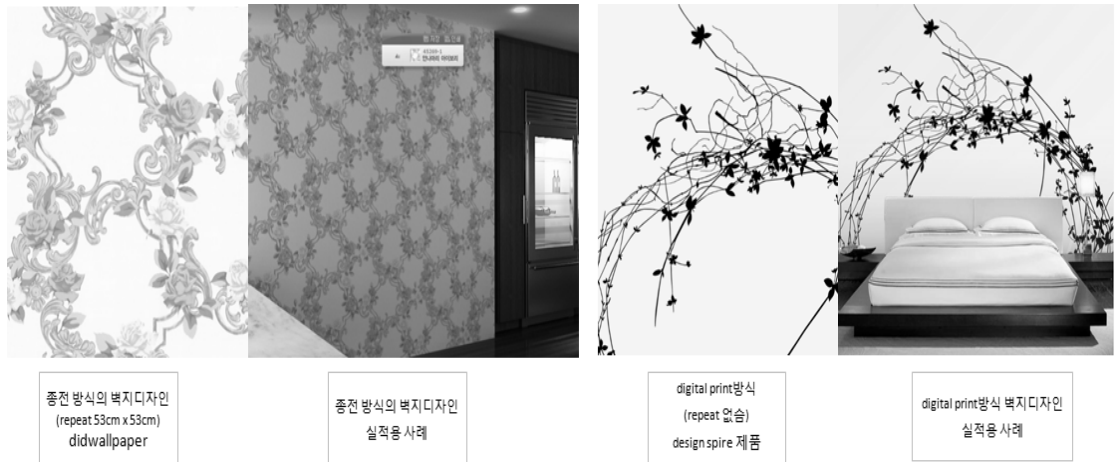 종전 방식의 벽지디자인
(repeat 53cm x 53cm)
didwallpaper
종전 방식의 벽지디자인
실적용 사례
digital print방식
(repeat 없슴)
design spire 제품
digital print방식 벽지디자인
실적용 사례